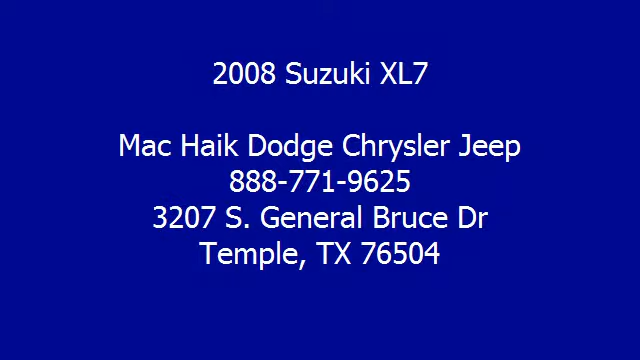 2008 Suzuki XL7
Mac Haik Dodge Chrysler Jeep
888-771-9625
3207 S. General Bruce Dr
Temple, TX 76504